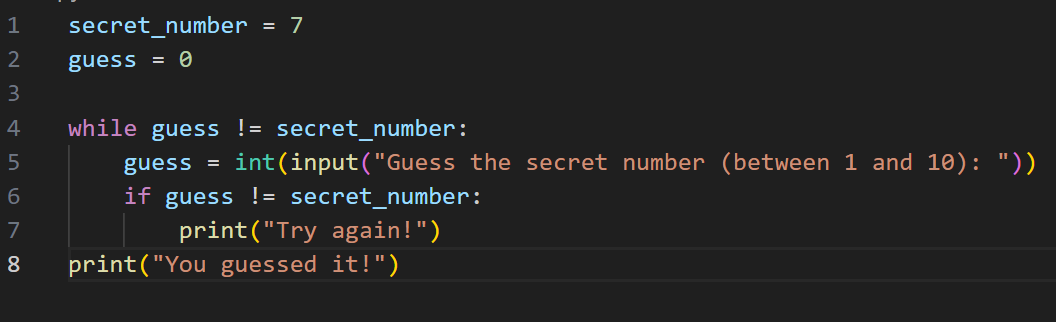 1 secret_number = 7
2 guess = 0
3
4 while guess != secret_number:
5     guess = int(input("Guess the secret number (between 1 and 10): "))
6     if guess != secret_number:
7         print("Try again!")
8 print("You guessed it!")